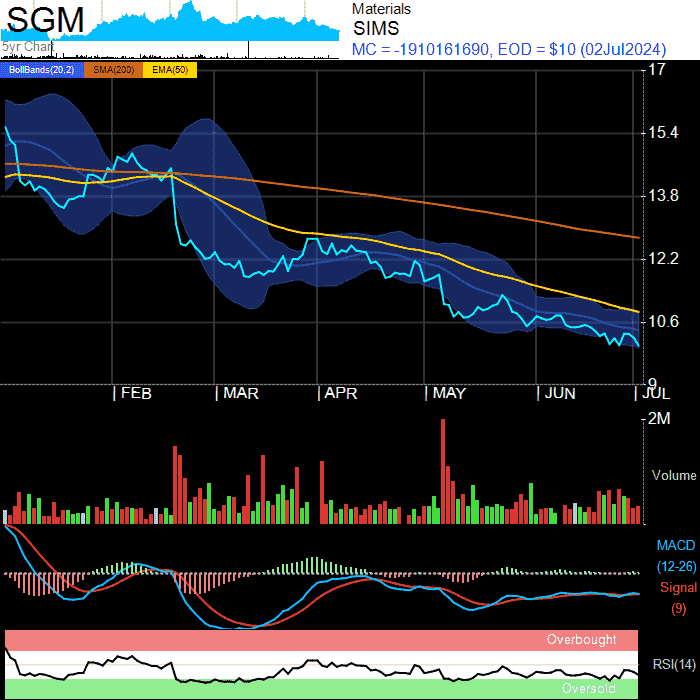 SGM
5yr Chart
Materials
SIMS
MC = -1910161690, EOD = $10 (02Jul2024)
BollBands(20,2) SMA(200) EMA(50)
17
15.4
13.8
12.2
10.6
9
FEB MAR APR MAY JUN JUL
2M
Volume
MACD
(12-26)
Signal
(9)
Overbought
RSI(14)
Oversold